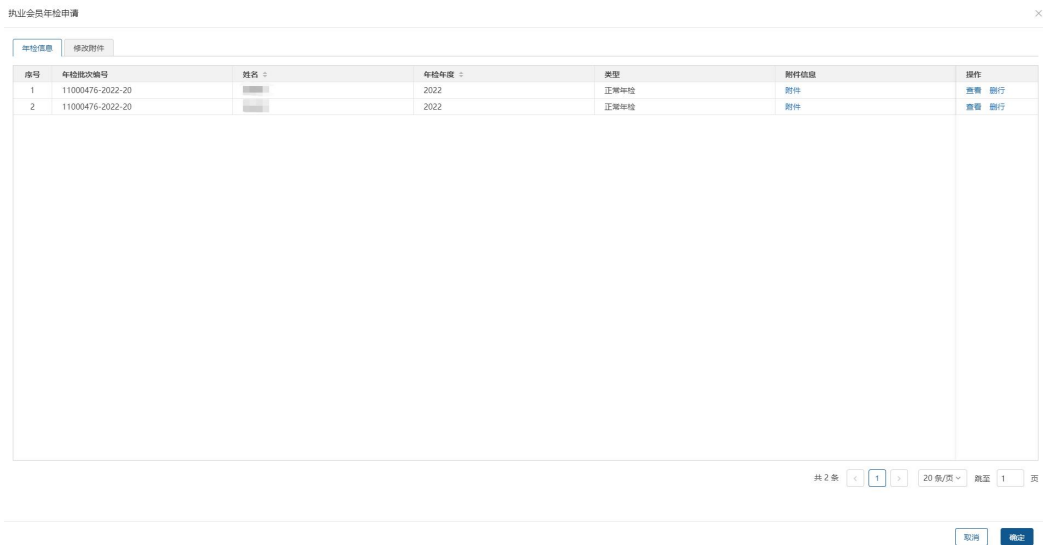 执业会员年检申请
年检信息 修改附件
序号 年检批次编号 姓名 年检年度 类型 附件信息 操作
1 11000476-2022-20 2022 正常年检 附件 查看 删行
2 11000476-2022-20 2022 正常年检 附件 查看 删行
共 2 条 < 1 > 20 条/页 跳至 1 页
取消 确定